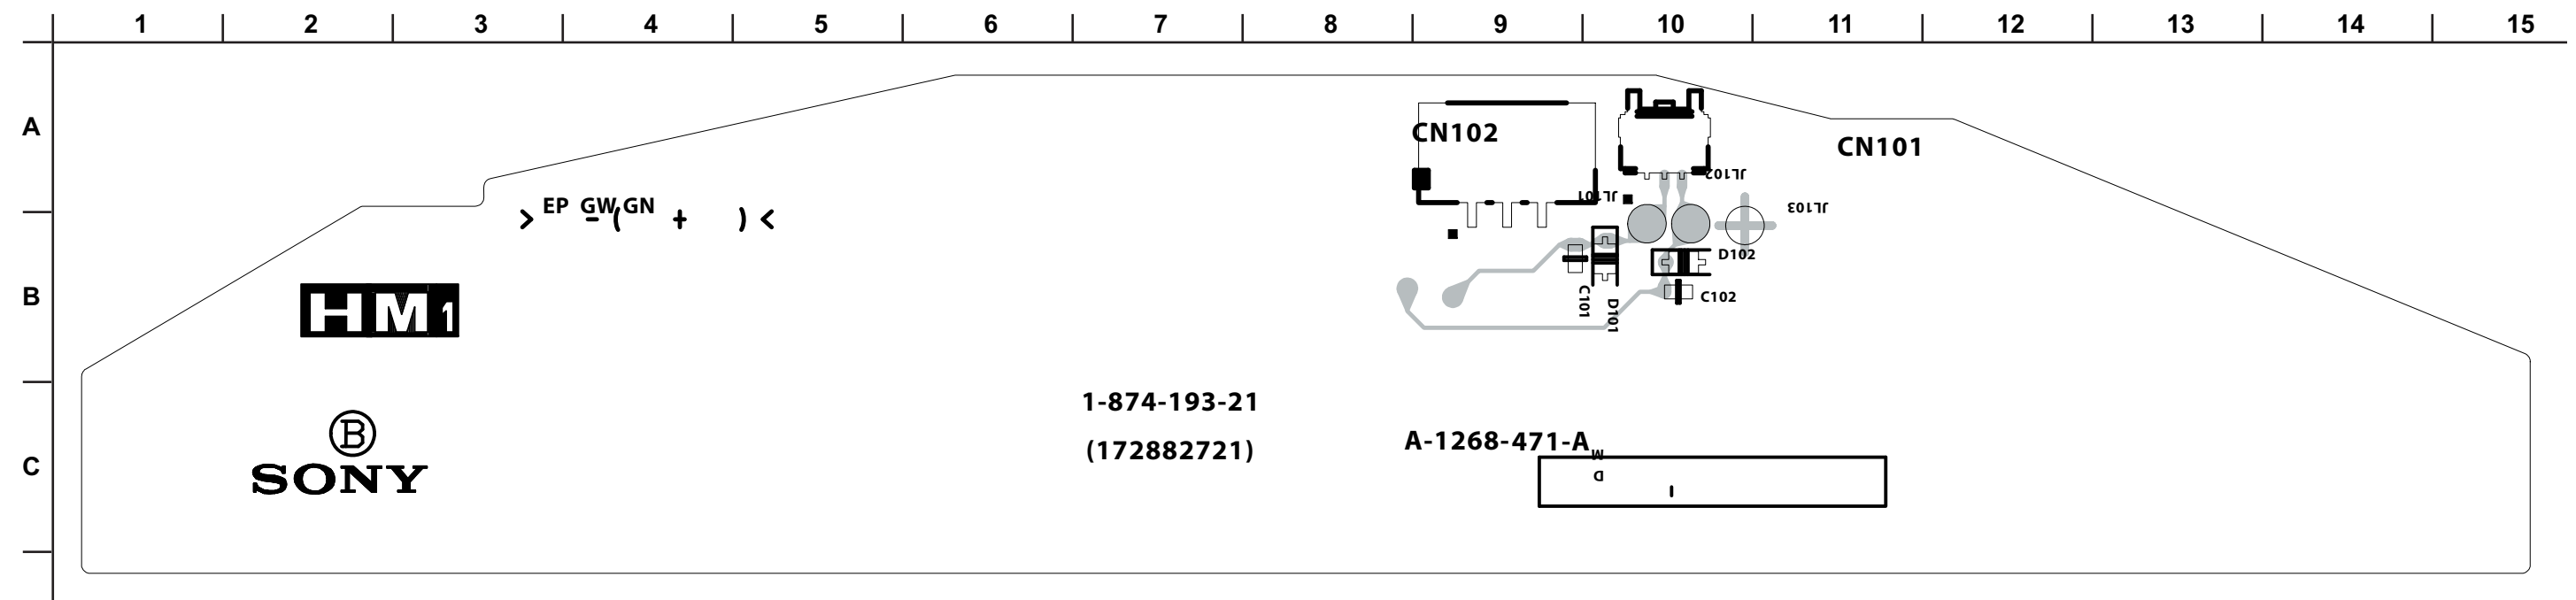 1 2 3 4 5 6 7 8 9 10 11 12 13 14 15
A
CN102
CN101
JL102
JL101
JL103
> EP GW - ( GN + ) <
D102
B
HM1
C101
D101
C102
1-874-193-21
B
(172882721)
A-1268-471-A
M
C
SONY
D
-